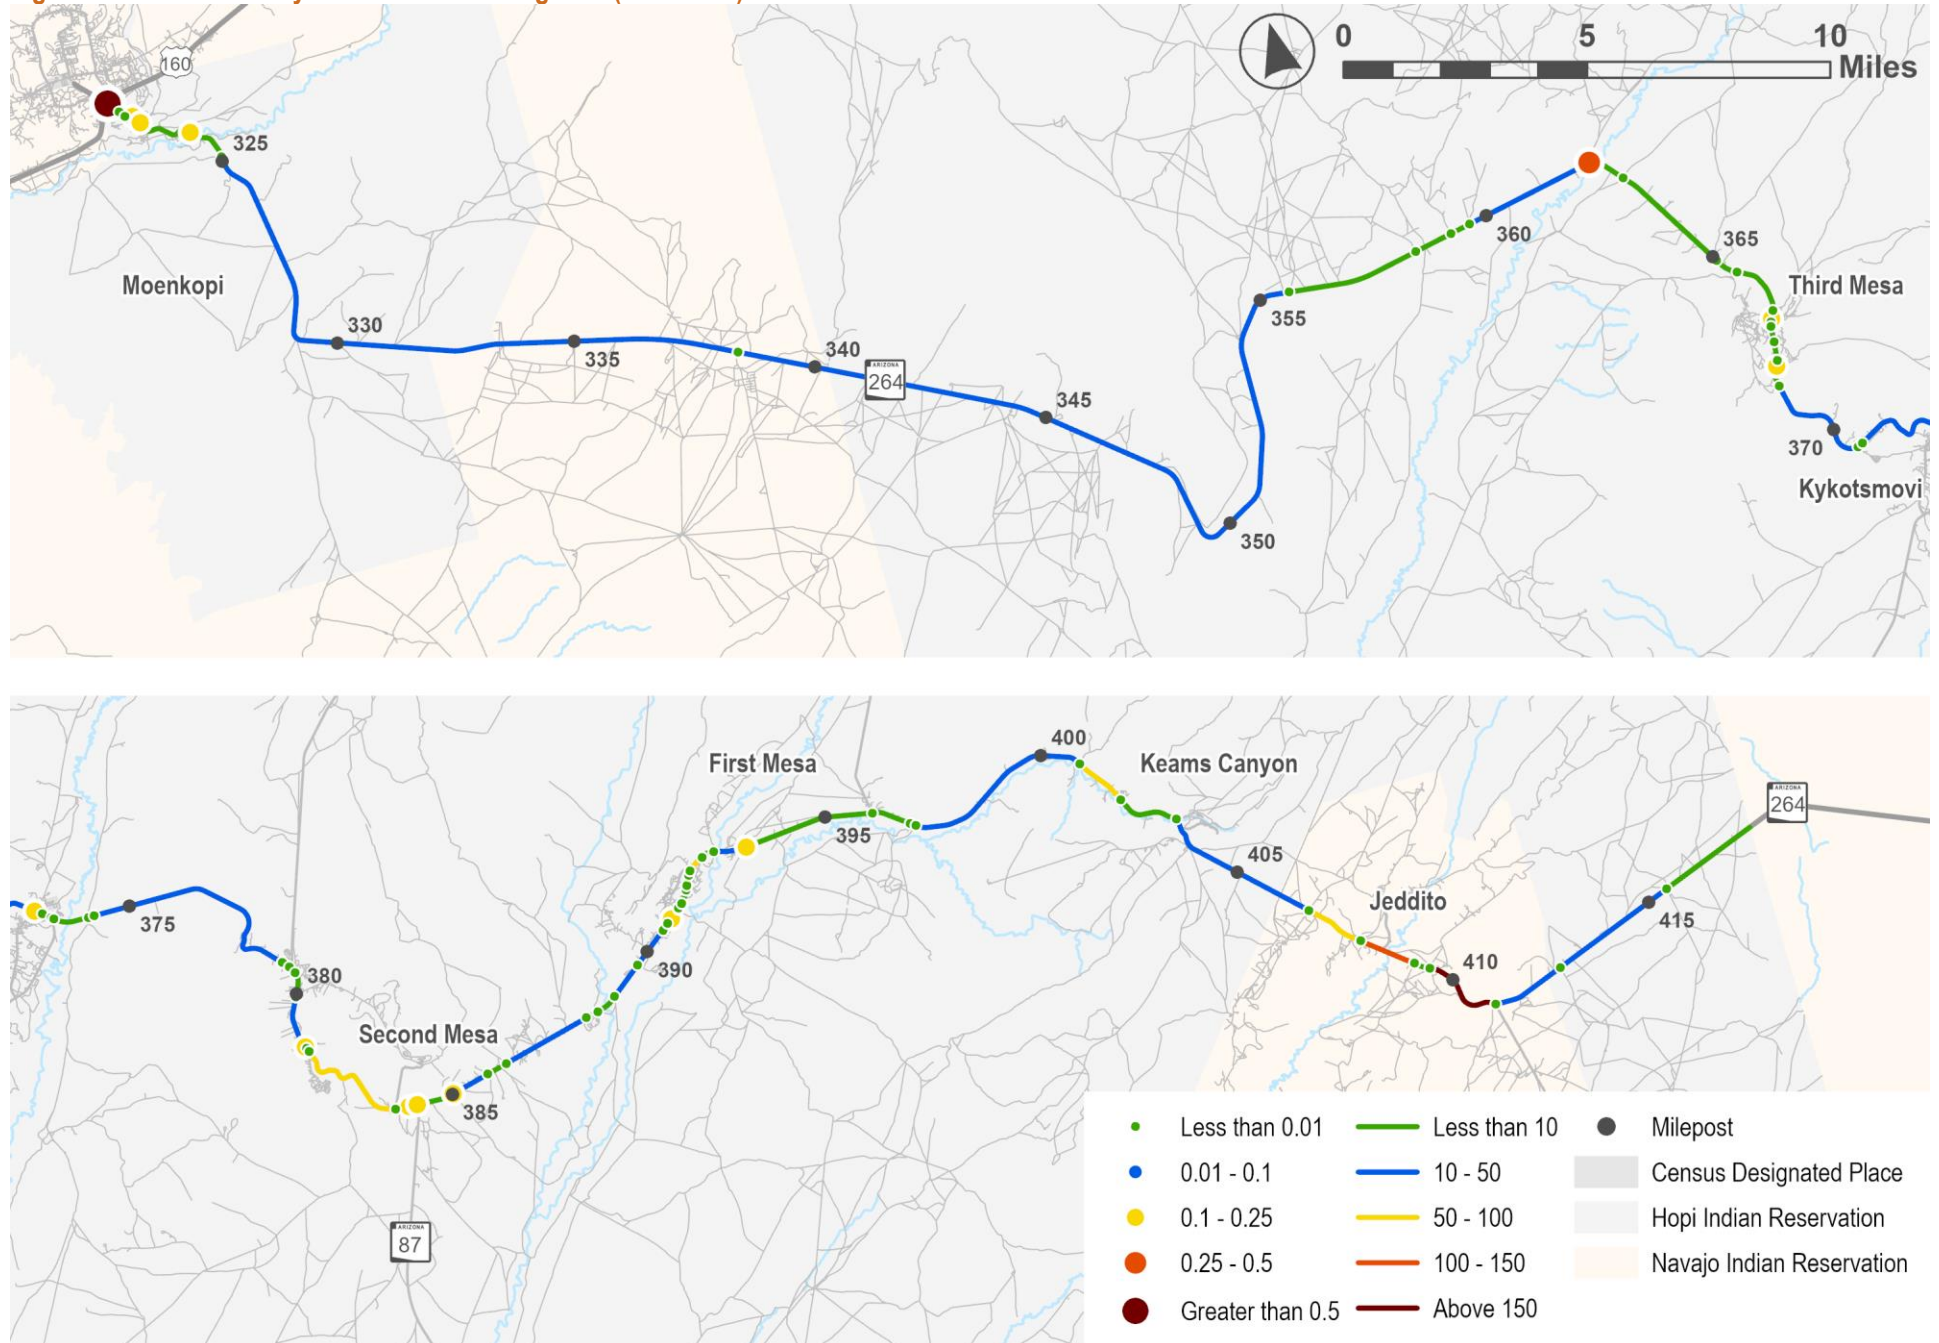 0 5 10
Miles
160
325
Moenkopi
330
335
340
ARIZONA
264
345
350
355
360
365
Third Mesa
370
Kykotsmovi
400
First Mesa
Keams Canyon
ARIZONA
264
395
405
Jeddito
375
415
390
410
380
Second Mesa
385
ARIZONA
87
Less than 0.01 Less than 10 Milepost
0.01 - 0.1 10 - 50 Census Designated Place
0.1 - 0.25 50 - 100 Hopi Indian Reservation
0.25 - 0.5 100 - 150 Navajo Indian Reservation
Greater than 0.5 Above 150